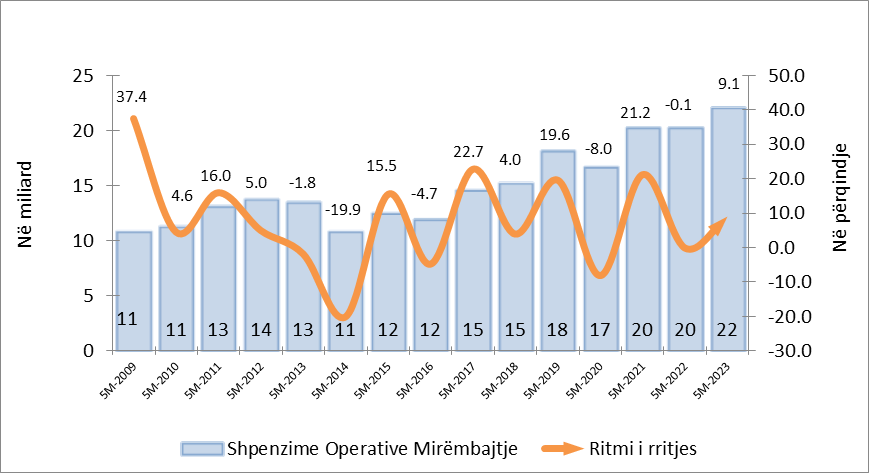 Në miliard
25
20
15
10
5
0
50.0
40.0
30.0
20.0
10.0
0.0
-10.0
-20.0
-30.0
Në përqindje
37.4
4.6
16.0
5.0
-1.8
-19.9
15.5
-4.7
22.7
4.0
19.6
-8.0
21.2
-0.1
9.1
11
11
13
14
13
11
12
12
15
15
18
17
20
20
22
5M-2009
5M-2010
5M-2011
5M-2012
5M-2013
5M-2014
5M-2015
5M-2016
5M-2017
5M-2018
5M-2019
5M-2020
5M-2021
5M-2022
5M-2023
Shpenzime Operative Mirëmbajtje
Ritmi i rritjes